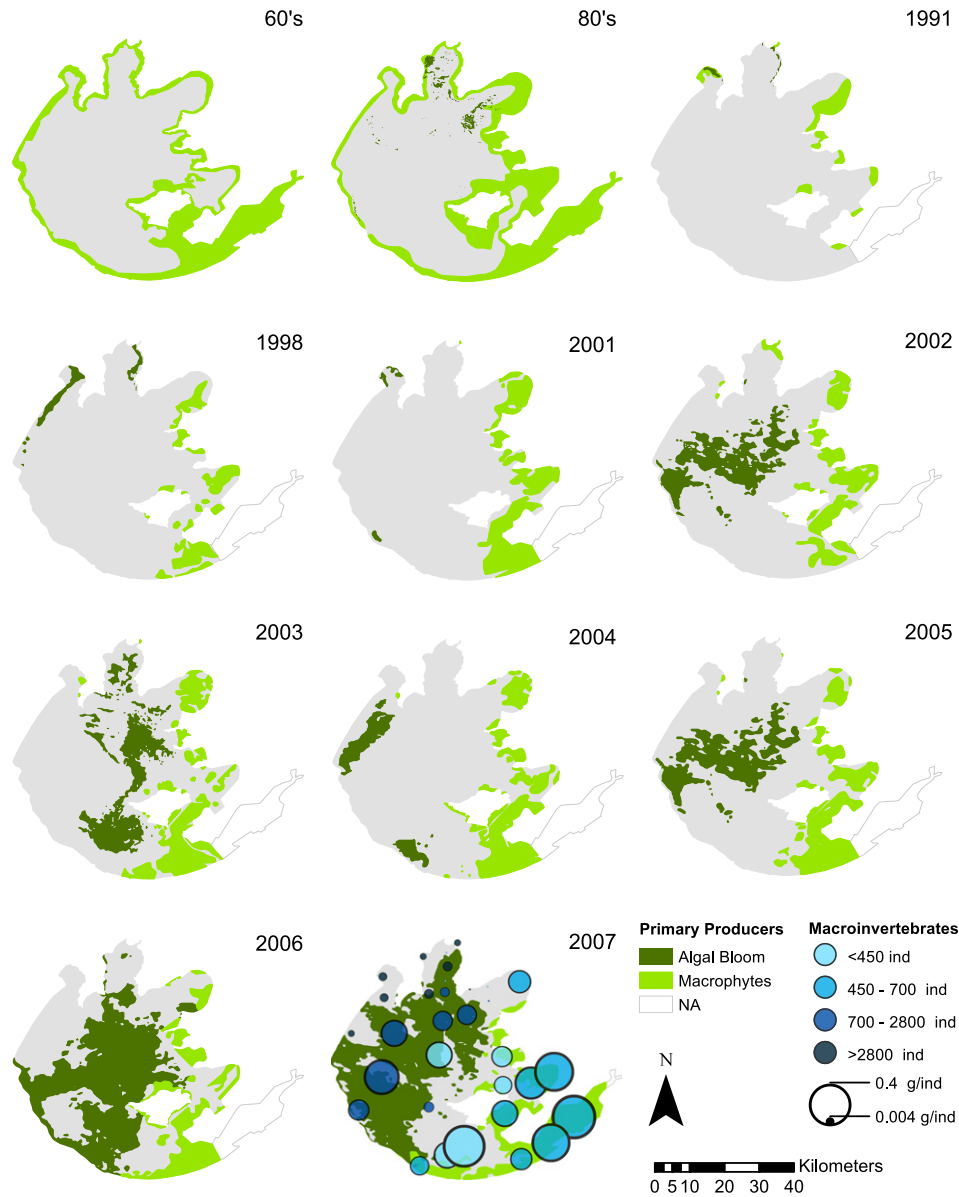 60's
80's
1991
1998
2001
2002
2003
2004
2005
2006
2007
Primary Producers
Algal Bloom
Macrophytes
NA
Macroinvertebrates
<450 ind
450 - 700 ind
700 - 2800 ind
>2800 ind
0.4 g/ind
0.004 g/ind
N
Kilometers
0 5 10 20 30 40